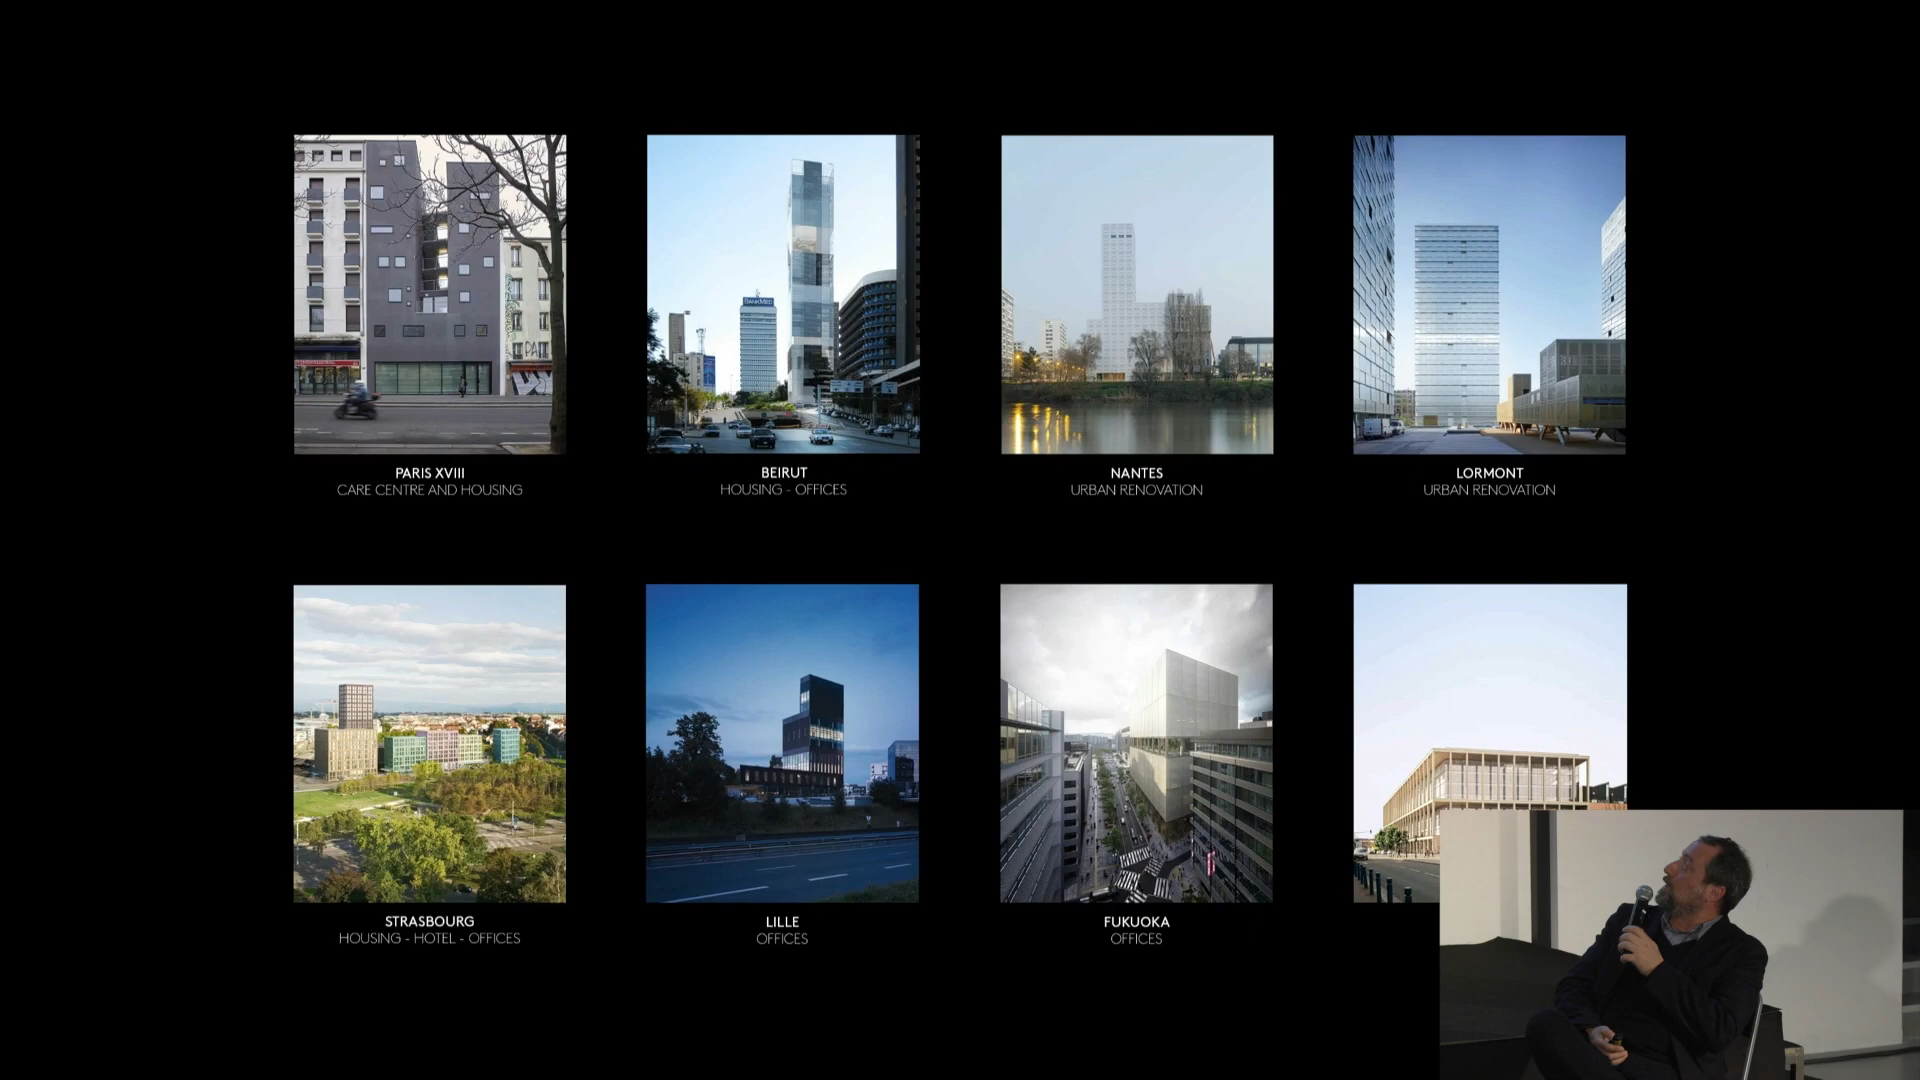 PARIS XVIII
CARE CENTRE AND HOUSING
BANKMED
BEIRUT
HOUSING - OFFICES
NANTES
URBAN RENOVATION
LORMONT
URBAN RENOVATION
STRASBOURG
HOUSING - HOTEL - OFFICES
LILLE
OFFICES
FUKUOKA
OFFICES